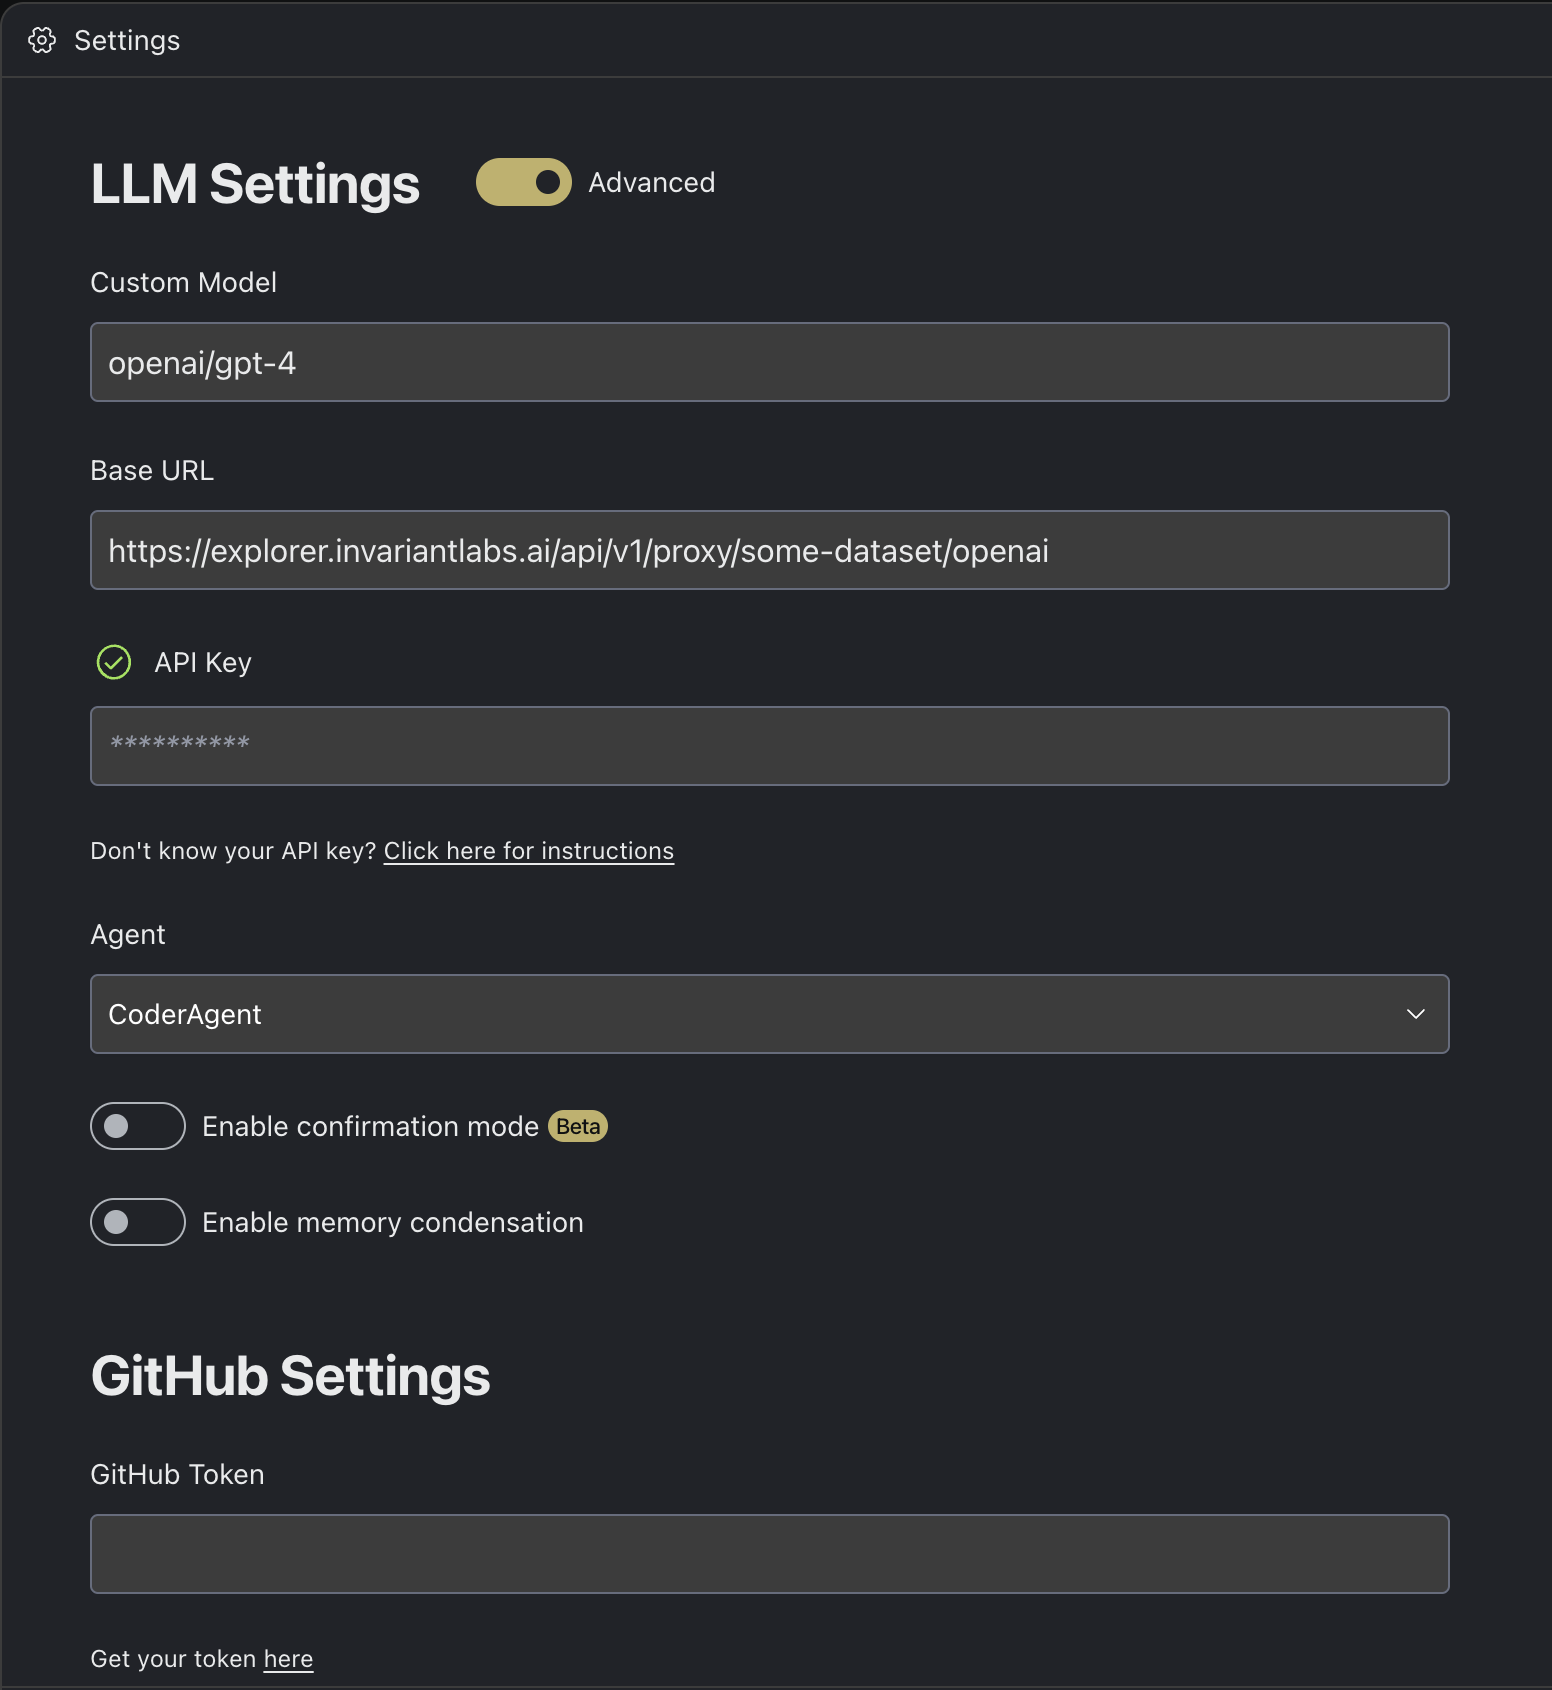 Settings
LLM Settings
Advanced
Custom Model
openai/gpt-4
Base URL
https://explorer.invariantlabs.ai/api/v1/proxy/some-dataset/openai
API Key
**********
Don't know your API key? Click here for instructions
Agent
CoderAgent
Enable confirmation mode Beta
Enable memory condensation
GitHub Settings
GitHub Token
Get your token here